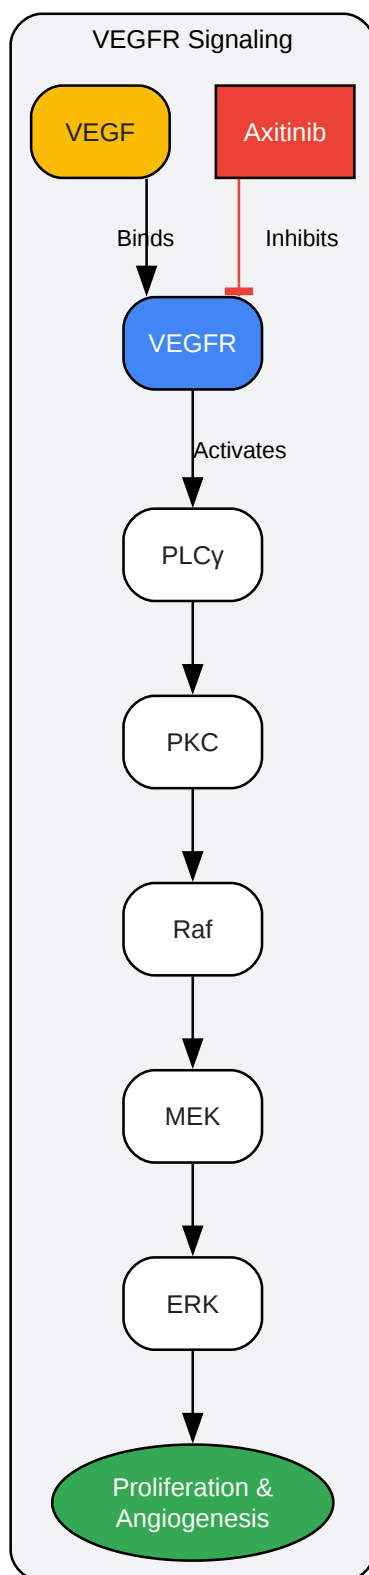 VEGFR Signaling
VEGF
Axitinib
Binds
Inhibits
VEGFR
Activates
PLCγ
PKC
Raf
MEK
ERK
Proliferation &
Angiogenesis